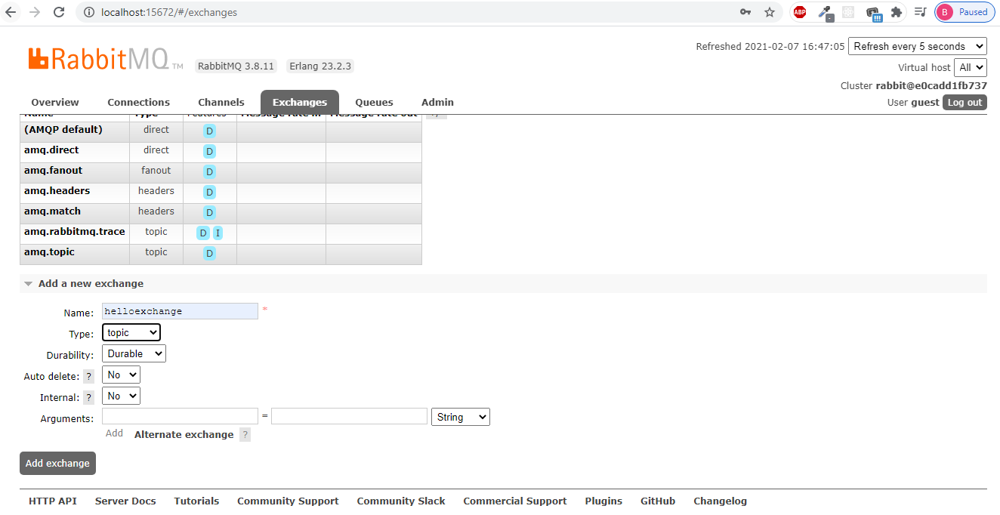 localhost:15672/#/exchanges
ABP
B Paused
RabbitMQ TM RabbitMQ 3.8.11 Erlang 23.2.3
Refreshed 2021-02-07 16:47:05 Refresh every 5 seconds
Virtual host All
Cluster rabbit@e0cadd1fb737
User guest Log out
Overview Connections Channels Exchanges Queues Admin
Name Type Features Message rate in Message rate out +/-
(AMQP default) direct D
amq.direct direct D
amq.fanout fanout D
amq.headers headers D
amq.match headers D
amq.rabbitmq.trace topic D I
amq.topic topic D
Add a new exchange
Name: helloexchange *
Type: topic
Durability: Durable
Auto delete: ? No
Internal: ? No
Arguments: = String
Add Alternate exchange ?
Add exchange
HTTP API Server Docs Tutorials Community Support Community Slack Commercial Support Plugins GitHub Changelog